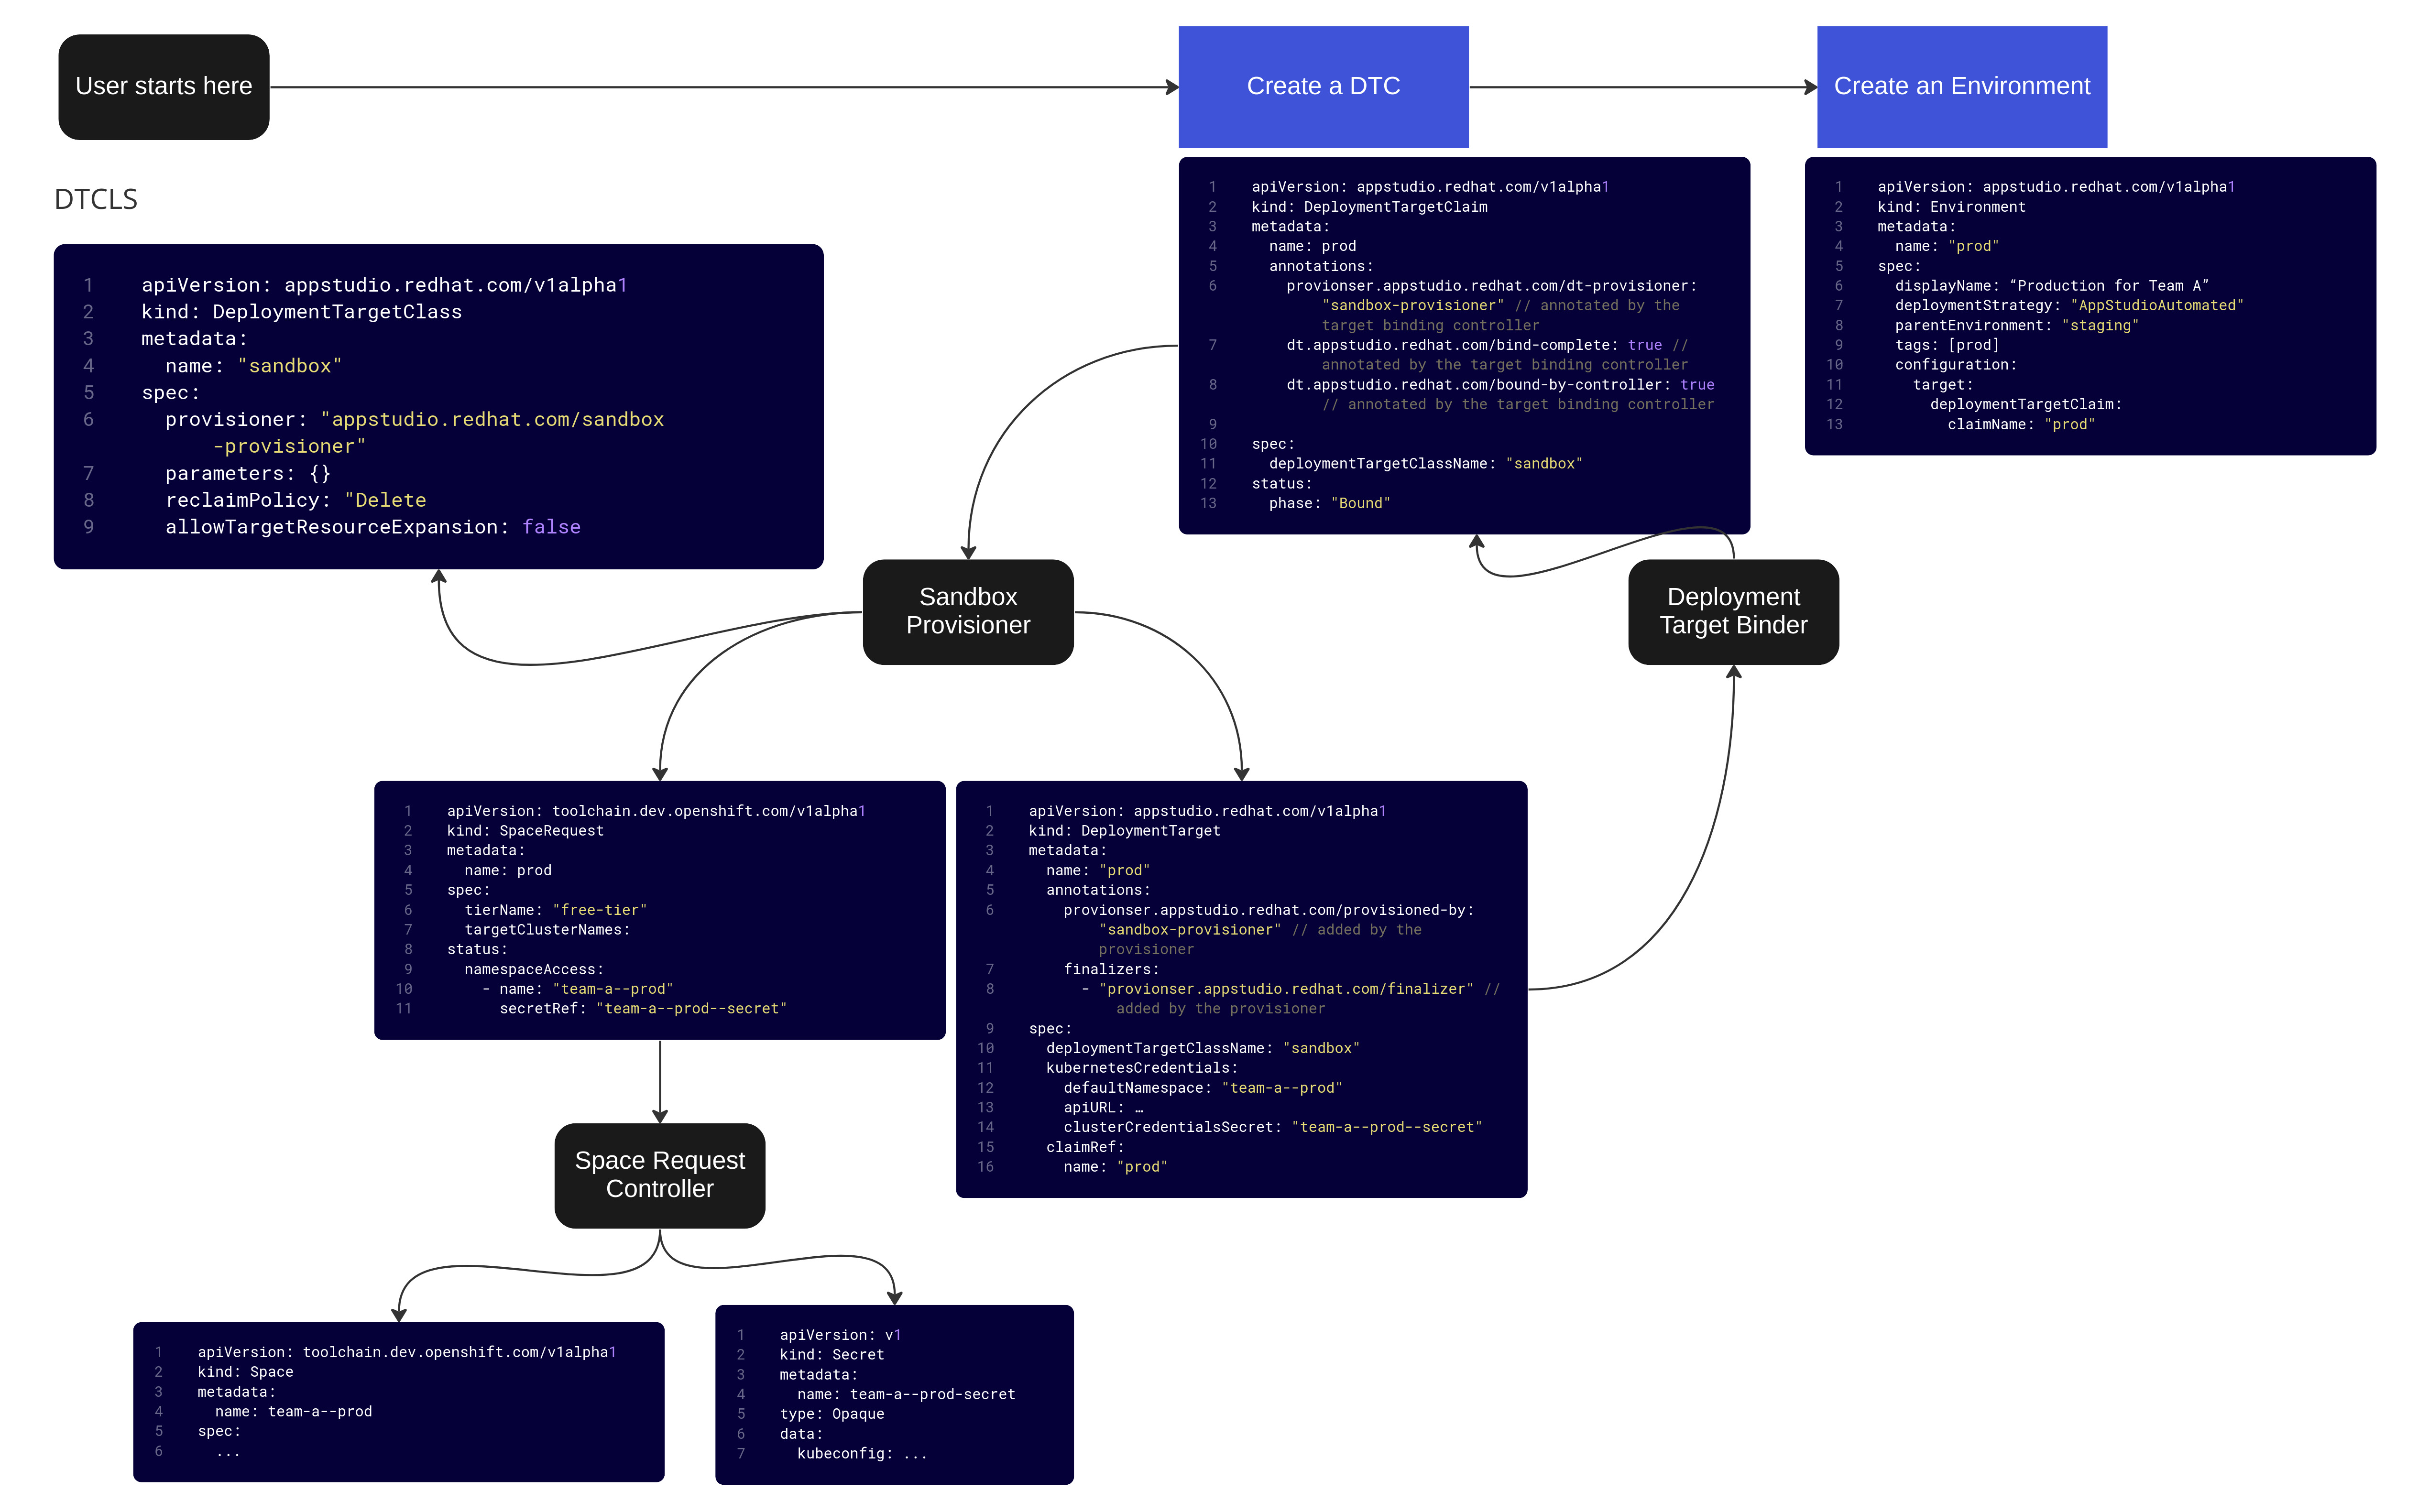 User starts here
Create a DTC
Create an Environment
DTCLS
1 apiVersion: appstudio.redhat.com/v1alpha1
2 kind: DeploymentTargetClass
3 metadata:
4 name: "sandbox"
5 spec:
6 provisioner: "appstudio.redhat.com/sandbox
-provisioner"
7 parameters: {}
8 reclaimPolicy: "Delete
9 allowTargetResourceExpansion: false
1 apiVersion: appstudio.redhat.com/v1alpha1
2 kind: DeploymentTargetClaim
3 metadata:
4 name: prod
5 annotations:
6 provionser.appstudio.redhat.com/dt-provisioner:
"sandbox-provisioner" // annotated by the
target binding controller
7 dt.appstudio.redhat.com/bind-complete: true //
annotated by the target binding controller
8 dt.appstudio.redhat.com/bound-by-controller: true
// annotated by the target binding controller
9
10 spec:
11 deploymentTargetClassName: "sandbox"
12 status:
13 phase: "Bound"
1 apiVersion: appstudio.redhat.com/v1alpha1
2 kind: Environment
3 metadata:
4 name: "prod"
5 spec:
6 displayName: “Production for Team A”
7 deploymentStrategy: "AppStudioAutomated"
8 parentEnvironment: "staging"
9 tags: [prod]
10 configuration:
11 target:
12 deploymentTargetClaim:
13 claimName: "prod"
Sandbox
Provisioner
Deployment
Target Binder
1 apiVersion: toolchain.dev.openshift.com/v1alpha1
2 kind: SpaceRequest
3 metadata:
4 name: prod
5 spec:
6 tierName: "free-tier"
7 targetClusterNames:
8 status:
9 namespaceAccess:
10 - name: "team-a--prod"
11 secretRef: "team-a--prod--secret"
1 apiVersion: appstudio.redhat.com/v1alpha1
2 kind: DeploymentTarget
3 metadata:
4 name: "prod"
5 annotations:
6 provionser.appstudio.redhat.com/provisioned-by:
"sandbox-provisioner" // added by the
provisioner
7 finalizers:
8 - "provionser.appstudio.redhat.com/finalizer" //
added by the provisioner
9 spec:
10 deploymentTargetClassName: "sandbox"
11 kubernetesCredentials:
12 defaultNamespace: "team-a--prod"
13 apiURL: …
14 clusterCredentialsSecret: "team-a--prod--secret"
15 claimRef:
16 name: "prod"
Space Request
Controller
1 apiVersion: toolchain.dev.openshift.com/v1alpha1
2 kind: Space
3 metadata:
4 name: team-a--prod
5 spec:
6 ...
1 apiVersion: v1
2 kind: Secret
3 metadata:
4 name: team-a--prod-secret
5 type: Opaque
6 data:
7 kubeconfig: ...